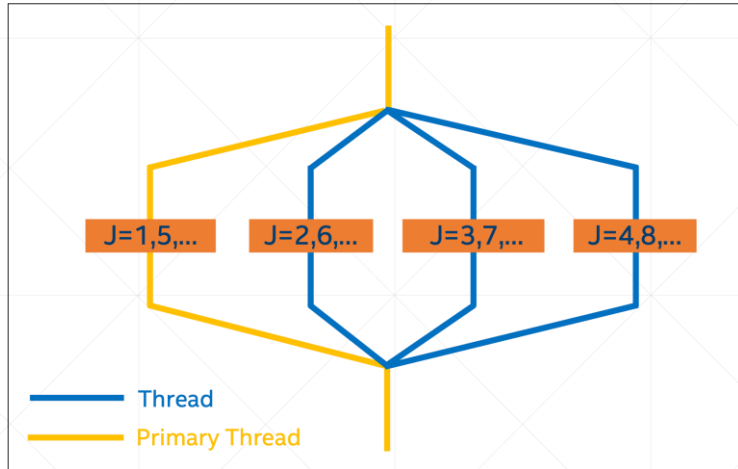 J=1,5,...
J=2,6,...
J=3,7,...
J=4,8,...
Thread
Primary Thread